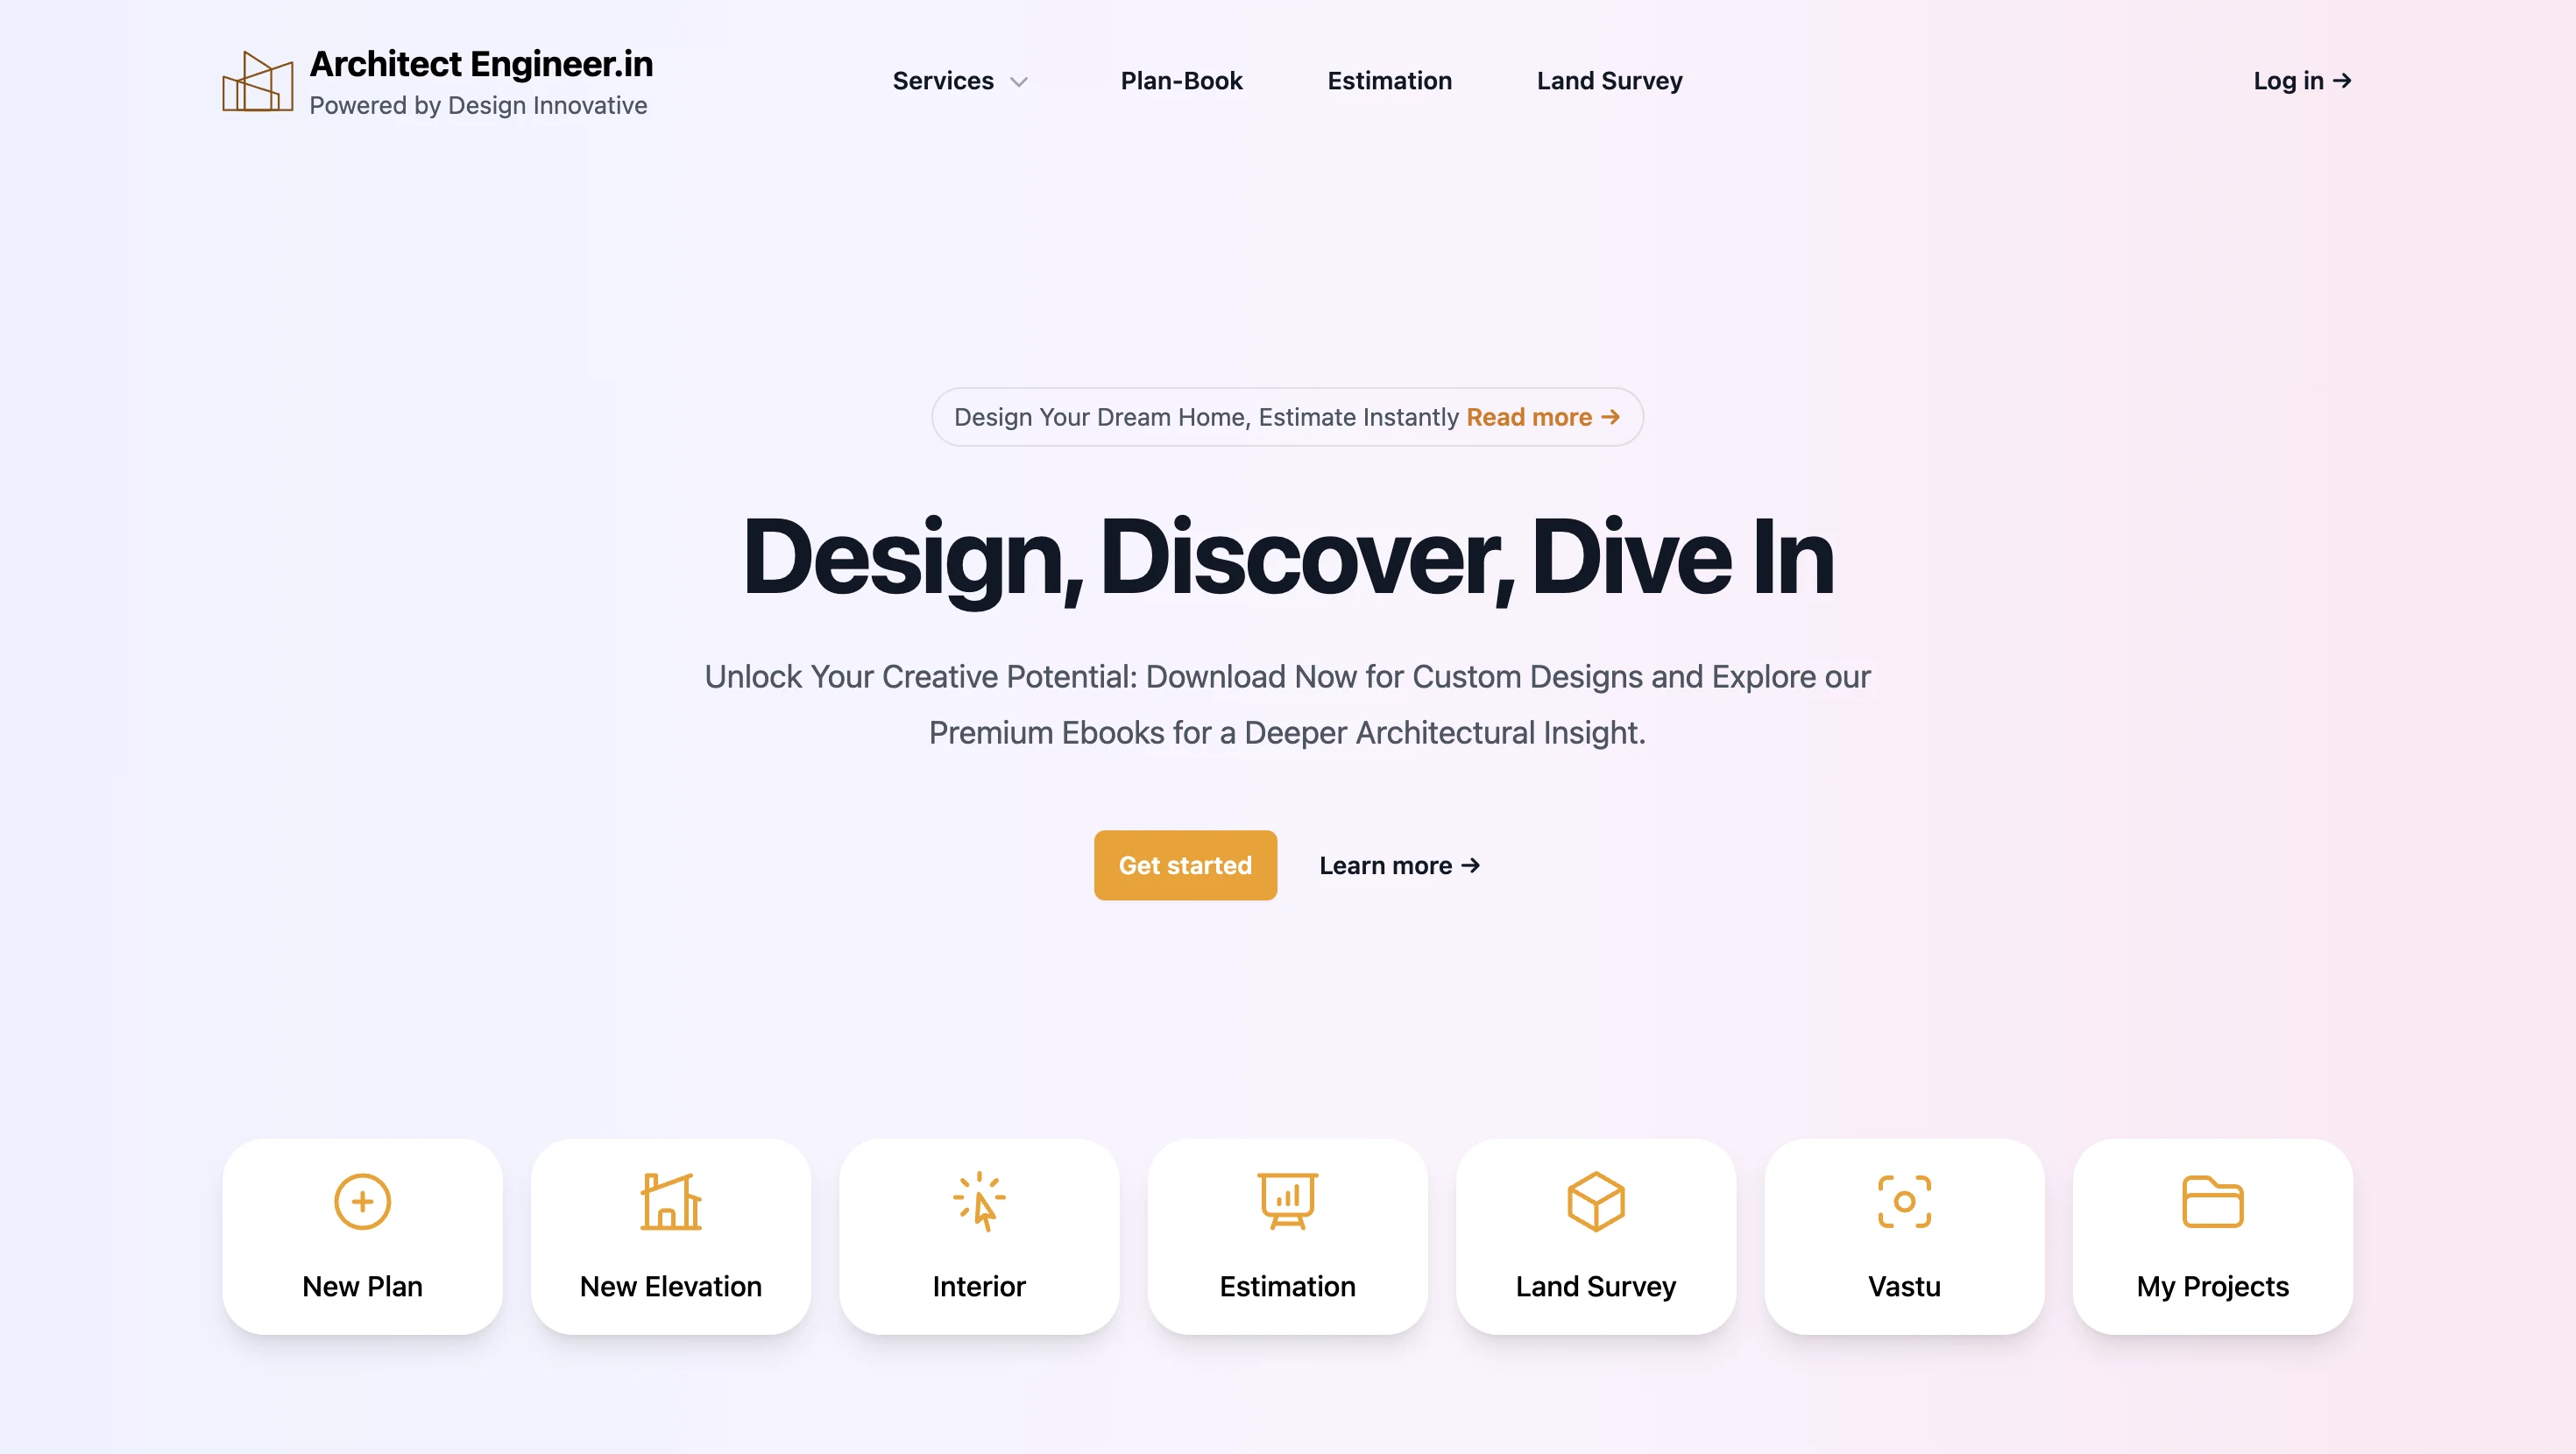 Architect Engineer.in
Powered by Design Innovative
Services
Plan-Book
Estimation
Land Survey
Log in →
Design Your Dream Home, Estimate Instantly Read more →
Design, Discover, Dive In
Unlock Your Creative Potential: Download Now for Custom Designs and Explore our
Premium Ebooks for a Deeper Architectural Insight.
Get started
Learn more →
New Plan
New Elevation
Interior
Estimation
Land Survey
Vastu
My Projects